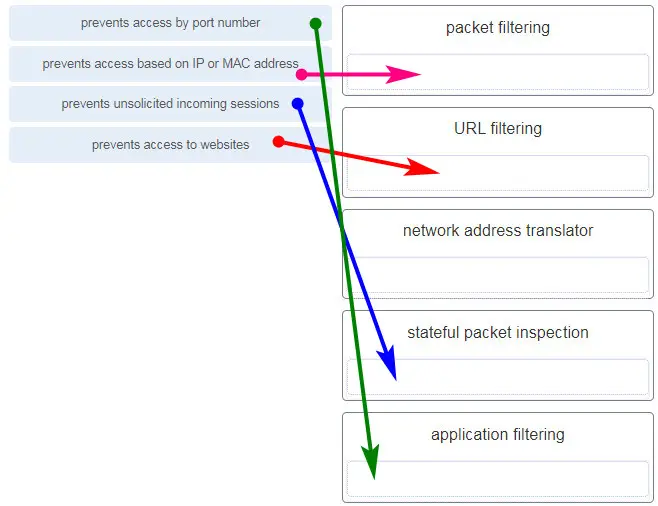 prevents access by port number
prevents access based on IP or MAC address
prevents unsolicited incoming sessions
prevents access to websites
packet filtering
URL filtering
network address translator
stateful packet inspection
application filtering